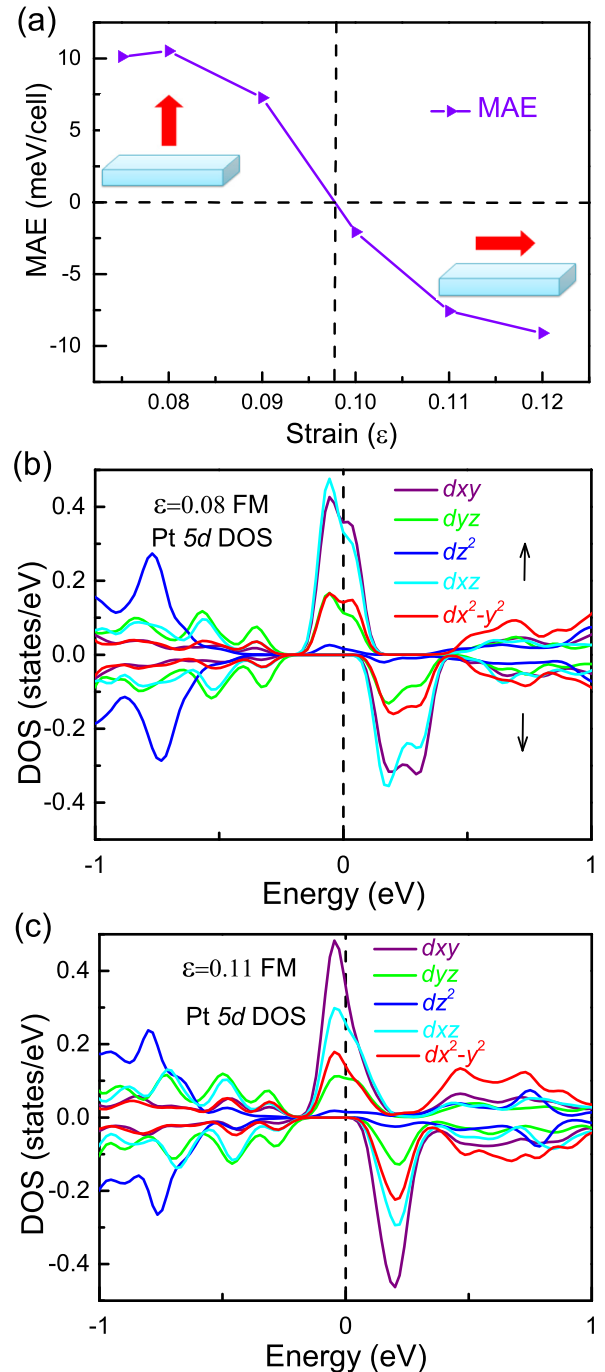 (a)
10
5
0
-5
-10
MAE (meV/cell)
MAE
0.08 0.09 0.10 0.11 0.12
Strain (ε)
(b)
0.4
0.2
0.0
-0.2
-0.4
DOS (states/eV)
ε=0.08 FM
Pt 5d DOS
dxy
dyz
dz²
dxz
dx²-y²
-1 0 1
Energy (eV)
(c)
0.4
0.2
0.0
-0.2
-0.4
DOS (states/eV)
ε=0.11 FM
Pt 5d DOS
dxy
dyz
dz²
dxz
dx²-y²
-1 0 1
Energy (eV)